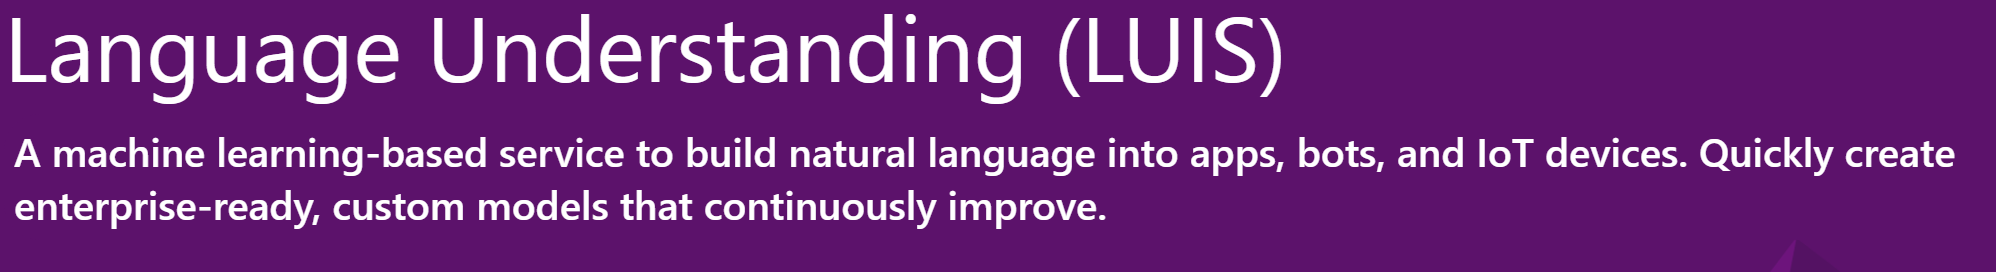 Language Understanding (LUIS)
A machine learning-based service to build natural language into apps, bots, and IoT devices. Quickly create
enterprise-ready, custom models that continuously improve.